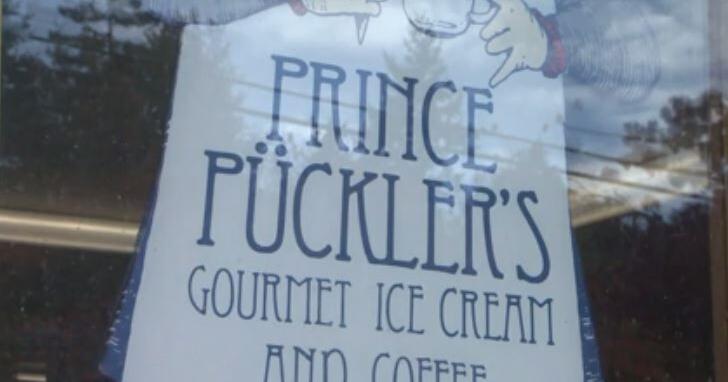 PRINCE
PÜCKLER'S
GOURMET ICE CREAM
AND COFFEE